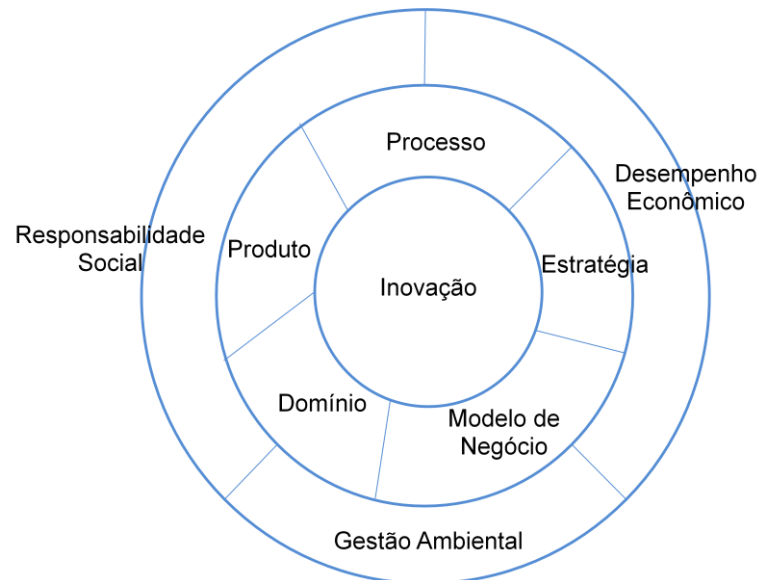 Processo
Desempenho
Econômico
Responsabilidade
Social
Produto
Estratégia
Inovação
Domínio
Modelo de
Negócio
Gestão Ambiental